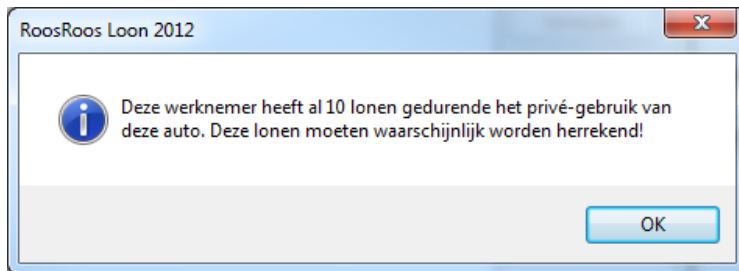 RoosRoos Loon 2012
Deze werknemer heeft al 10 lonen gedurende het privé-gebruik van
deze auto. Deze lonen moeten waarschijnlijk worden herrekend!
OK